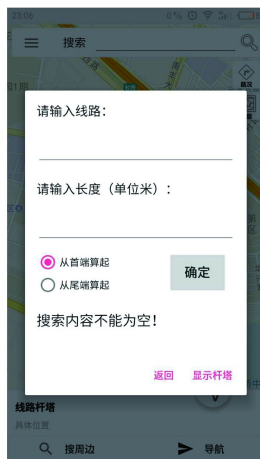 23:06
搜索
路况
请输入线路：
请输入长度（单位米）：
从首端算起
从尾端算起
确定
搜索内容不能为空！
返回 显示杆塔
线路杆塔
具体位置
搜周边 导航